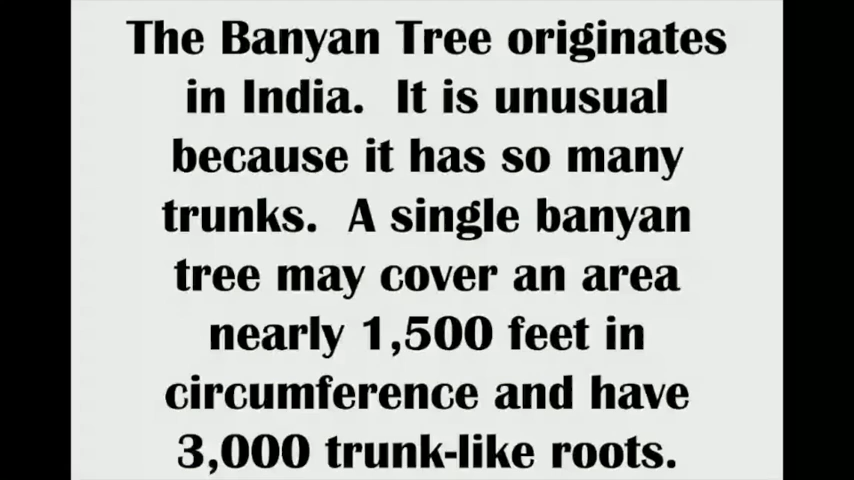 The Banyan Tree originates
in India.  It is unusual
because it has so many
trunks.  A single banyan
tree may cover an area
nearly 1,500 feet in
circumference and have
3,000 trunk-like roots.